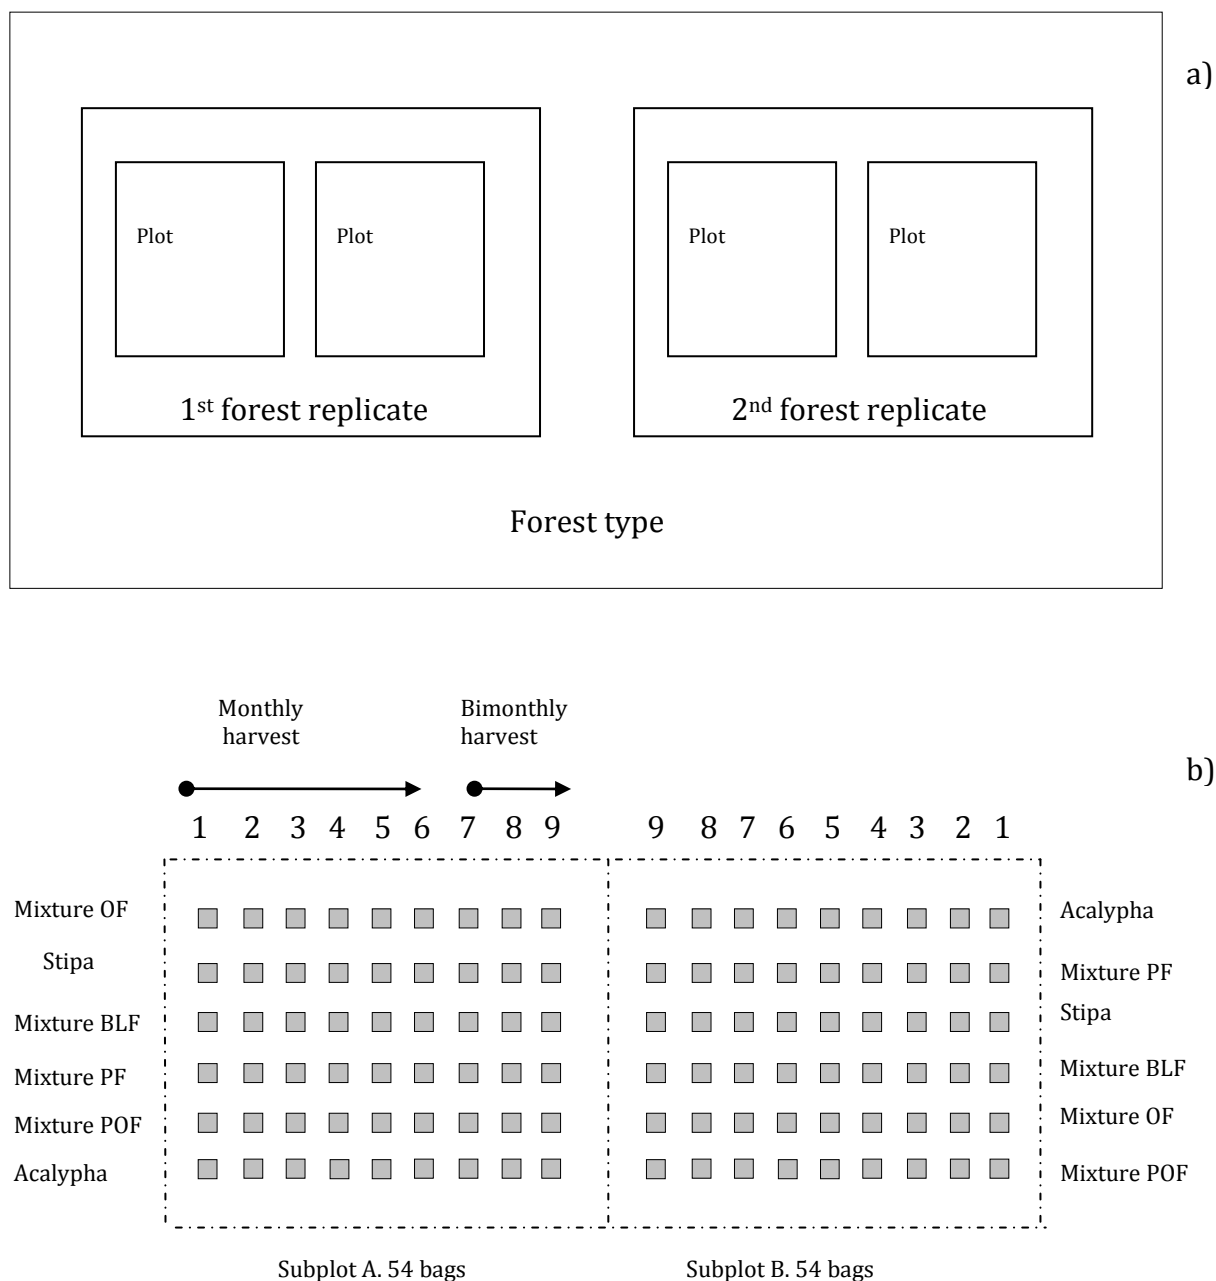 a)
Plot Plot Plot Plot
1st forest replicate 2nd forest replicate
Forest type
Monthly harvest
Bimonthly harvest
b)
1 2 3 4 5 6 7 8 9 9 8 7 6 5 4 3 2 1
Mixture OF
Stipa
Mixture BLF
Mixture PF
Mixture POF
Acalypha
Acalypha
Mixture PF
Stipa
Mixture BLF
Mixture OF
Mixture POF
Subplot A. 54 bags Subplot B. 54 bags